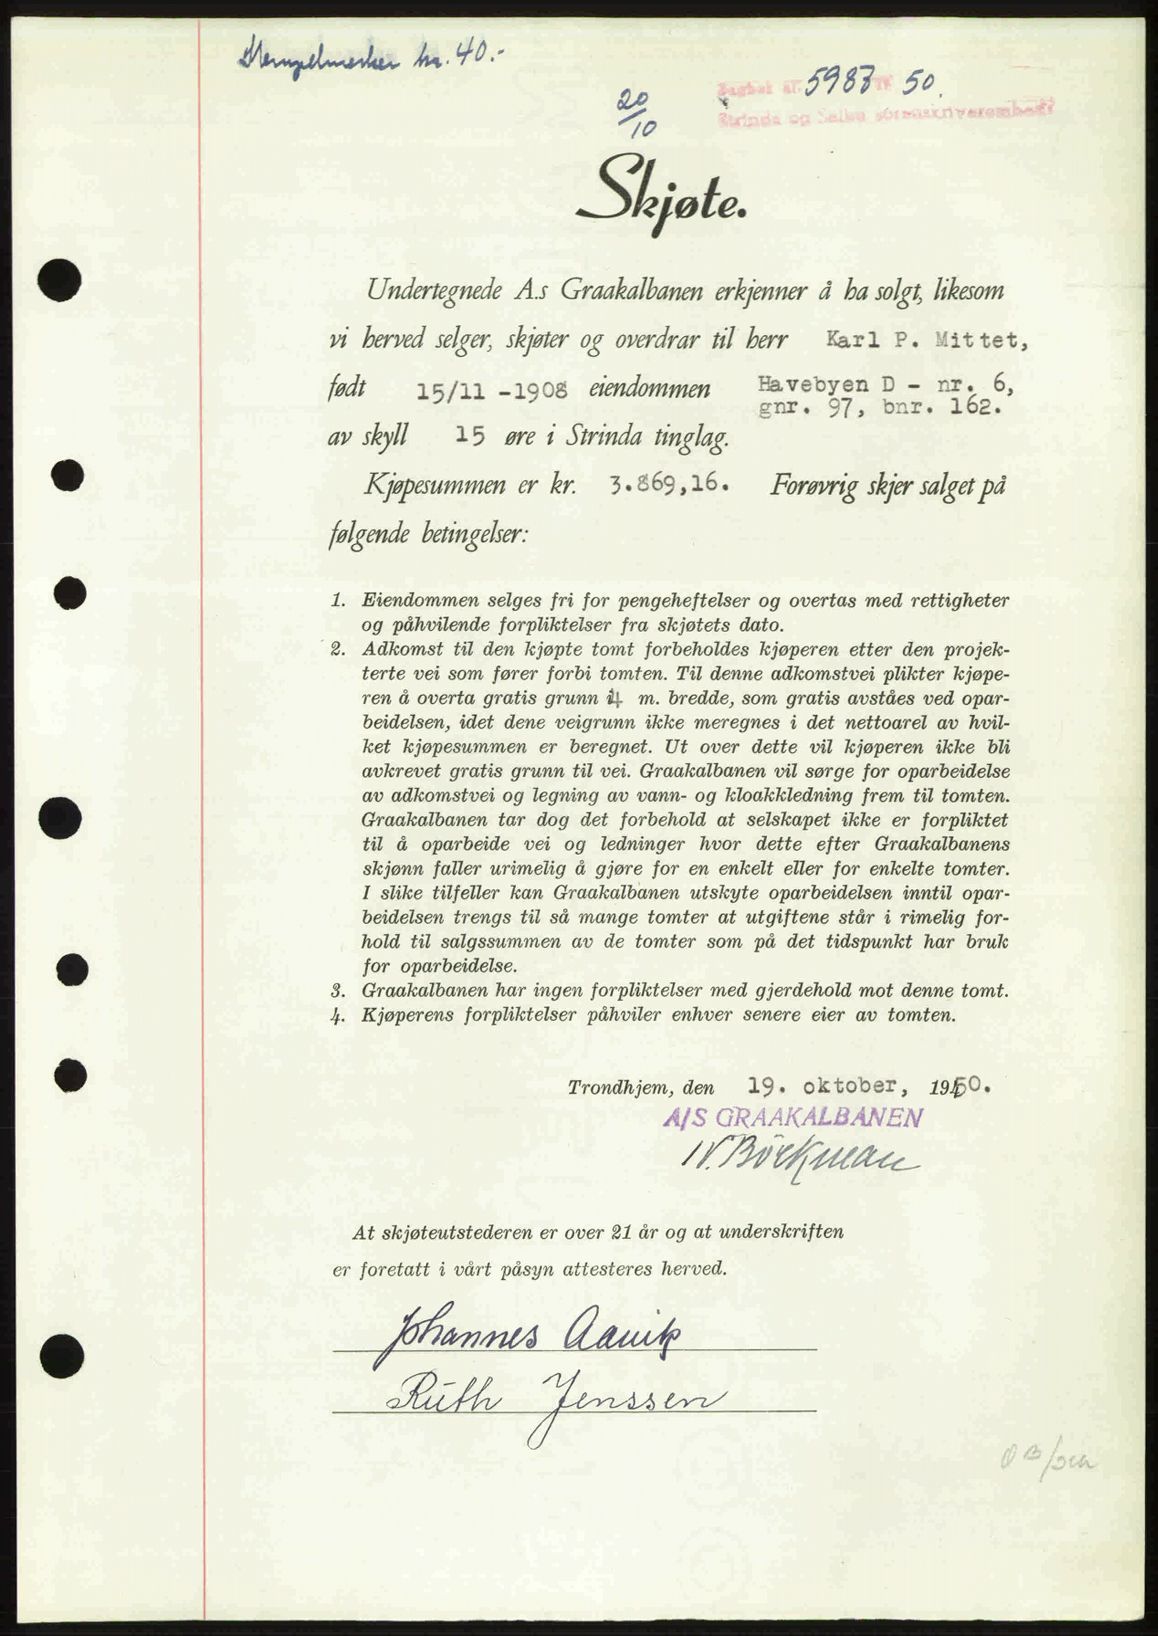 Stempelmerker kr. 40.-
Dagbok nr. 5987 50.
20/10
Strinda og Selbu sorenskriverembede
Skjøte.
Undertegnede A.s Graakalbanen erkjenner å ha solgt, likesom
vi herved selger, skjøter og overdrar til herr Karl P. Mittet,
født 15/11 -1908 eiendommen Havebyen D - nr. 6,
gnr. 97, bnr. 162.
av skyll 15 øre i Strinda tinglag.
Kjøpesummen er kr. 3.869,16. Forøvrig skjer salget på
følgende betingelser:
1. Eiendommen selges fri for pengeheftelser og overtas med rettigheter
og påhvilende forpliktelser fra skjøtets dato.
2. Adkomst til den kjøpte tomt forbeholdes kjøperen etter den projek-
terte vei som fører forbi tomten. Til denne adkomstvei plikter kjøpe-
ren å overta gratis grunn i 4 m. bredde, som gratis avståes ved opar-
beidelsen, idet dene veigrunn ikke meregnes i det nettoarel av hvil-
ket kjøpesummen er beregnet. Ut over dette vil kjøperen ikke bli
avkrevet gratis grunn til vei. Graakalbanen vil sørge for oparbeidelse
av adkomstvei og legning av vann- og kloakkledning frem til tomten.
Graakalbanen tar dog det forbehold at selskapet ikke er forpliktet
til å oparbeide vei og ledninger hvor dette efter Graakalbanens
skjønn faller urimelig å gjøre for en enkelt eller for enkelte tomter.
I slike tilfeller kan Graakalbanen utskyte oparbeidelsen inntil opar-
beidelsen trengs til så mange tomter at utgiftene står i rimelig for-
hold til salgssummen av de tomter som på det tidspunkt har bruk
for oparbeidelse.
3. Graakalbanen har ingen forpliktelser med gjerdehold mot denne tomt.
4. Kjøperens forpliktelser påhviler enhver senere eier av tomten.
Trondhjem, den 19. oktober, 1950.
A/S GRAAKALBANEN
N. Böckman
At skjøteutstederen er over 21 år og at underskriften
er foretatt i vårt påsyn attesteres herved.
Johannes Aavik
Ruth Jenssen